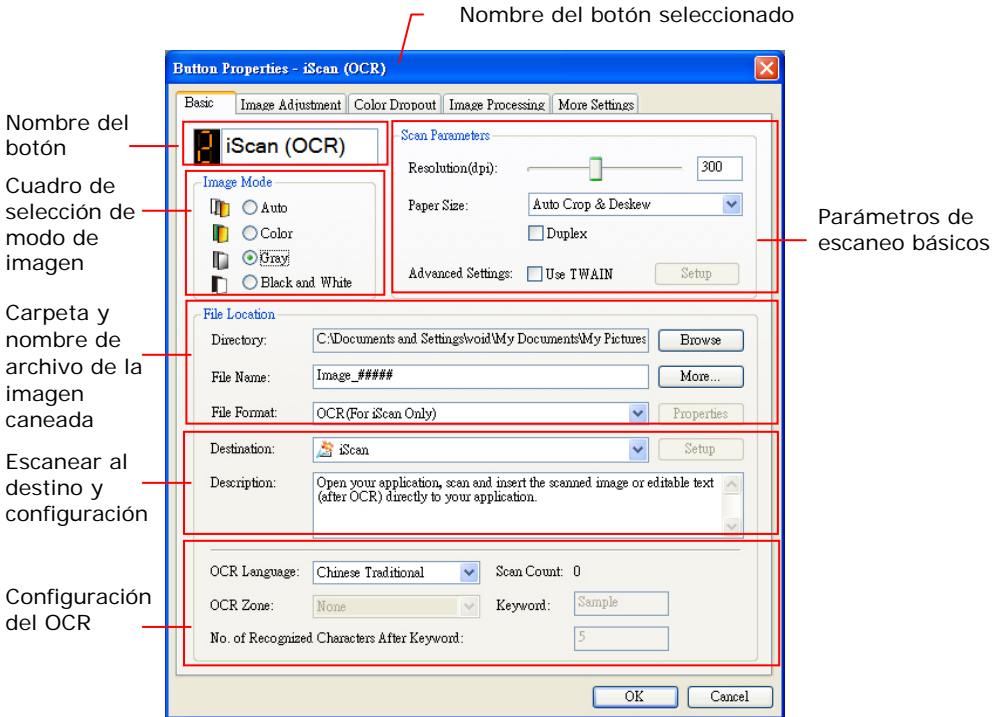 Nombre del botón seleccionado
Button Properties - iScan (OCR)
Basic Image Adjustment Color Dropout Image Processing More Settings
Nombre del
botón
iScan (OCR)
Cuadro de
selección de
modo de
imagen
Image Mode
Auto
Color
Gray
Black and White
Scan Parameters
Resolution(dpi): 300
Paper Size: Auto Crop & Deskew
Duplex
Advanced Settings: Use TWAIN Setup
Parámetros de
escaneo básicos
Carpeta y
nombre de
archivo de la
imagen
caneada
File Location
Directory: C:\Documents and Settings\void\My Documents\My Pictures Browse
File Name: Image_##### More...
File Format: OCR(For iScan Only) Properties
Escanear al
destino y
configuración
Destination: iScan Setup
Description: Open your application, scan and insert the scanned image or editable text
(after OCR) directly to your application.
Configuración
del OCR
OCR Language: Chinese Traditional Scan Count: 0
OCR Zone: None Keyword: Sample
No. of Recognized Characters After Keyword: 5
OK Cancel